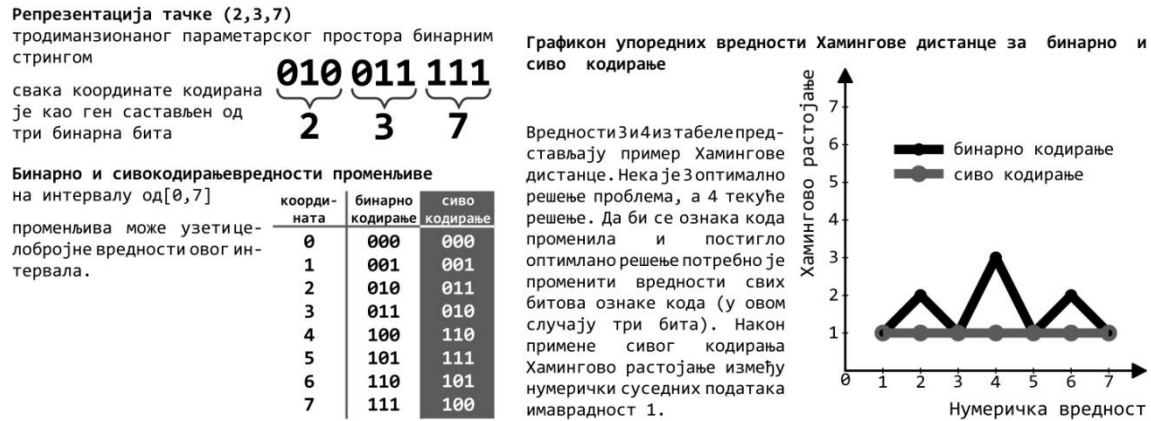 Репрезентација тачке (2,3,7)
тродиманзионаног параметарског простора бинарним
стрингом
010 011 111
свака координате кодирана
је као ген састављен од
три бинарна бита
2 3 7
Бинарно и сивокодирањевредности променљиве
на интервалу од[0,7]
променљива може узетице-
лобројне вредности овог ин-
тервала.
коорди-
ната
бинарно
кодирање
сиво
кодирање
0 000 000
1 001 001
2 010 011
3 011 010
4 100 110
5 101 111
6 110 101
7 111 100
Графикон упоредних вредности Хамингове дистанце за бинарно и
сиво кодирање
Вредности3и4изтабелепред-
стављају пример Хамингове
дистанце.Некаје3оптимално
решење проблема, а 4 текуће
решење. Да би се ознака кода
променила и постигло
оптимлано решење потребно је
променити вредности свих
битова ознаке кода (у овом
случају три бита). Након
примене сивог кодирања
Хамингово растојање између
нумерички суседних података
имаврадност 1.
Хамингово растојање
7
6
5
4
3
2
1
бинарно кодирање
сиво кодирање
0 1 2 3 4 5 6 7
Нумеричка вредност